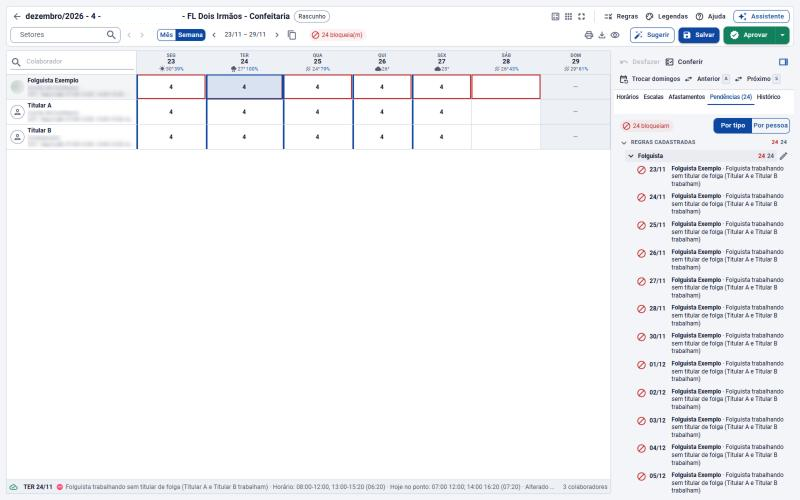 dezembro/2026 - 4 - - FL Dois Irmãos - Confeitaria Rascunho Regras Legendas Ajuda Assistente
Setores Mês Semana 23/11 – 29/11 24 bloqueia(m) Sugerir Salvar Aprovar
Colaborador
SEG TER QUA QUI SEX SÁB DOM
23 24 25 26 27 28 29
Folguista Exemplo 4 4 4 4 4 –
Titular A 4 4 4 4 4 –
Titular B 4 4 4 4 4 –
Desfazer Conferir
Trocar domingos Anterior A Próximo S
Horários Escalas Afastamentos Pendências (24) Histórico
24 bloqueiam Por tipo Por pessoa
REGRAS CADASTRADAS 24 24
Folguista 24 24
23/11 Folguista Exemplo · Folguista trabalhando
sem titular de folga (Titular A e Titular B
trabalham)
24/11 Folguista Exemplo · Folguista trabalhando
sem titular de folga (Titular A e Titular B
trabalham)
25/11 Folguista Exemplo · Folguista trabalhando
sem titular de folga (Titular A e Titular B
trabalham)
26/11 Folguista Exemplo · Folguista trabalhando
sem titular de folga (Titular A e Titular B
trabalham)
27/11 Folguista Exemplo · Folguista trabalhando
sem titular de folga (Titular A e Titular B
trabalham)
28/11 Folguista Exemplo · Folguista trabalhando
sem titular de folga (Titular A e Titular B
trabalham)
30/11 Folguista Exemplo · Folguista trabalhando
sem titular de folga (Titular A e Titular B
trabalham)
01/12 Folguista Exemplo · Folguista trabalhando
sem titular de folga (Titular A e Titular B
trabalham)
02/12 Folguista Exemplo · Folguista trabalhando
sem titular de folga (Titular A e Titular B
trabalham)
03/12 Folguista Exemplo · Folguista trabalhando
sem titular de folga (Titular A e Titular B
trabalham)
04/12 Folguista Exemplo · Folguista trabalhando
sem titular de folga (Titular A e Titular B
trabalham)
05/12 Folguista Exemplo · Folguista trabalhando
sem titular de folga (Titular A e Titular B
trabalham)
TER 24/11 Folguista trabalhando sem titular de folga (Titular A e Titular B trabalham) · Horário: 08:00-12:00, 13:00-15:20 (06:20) · Hoje no ponto: 07:00 12:00; 14:00 16:20 (07:20) · Alterado ... 3 colaboradores